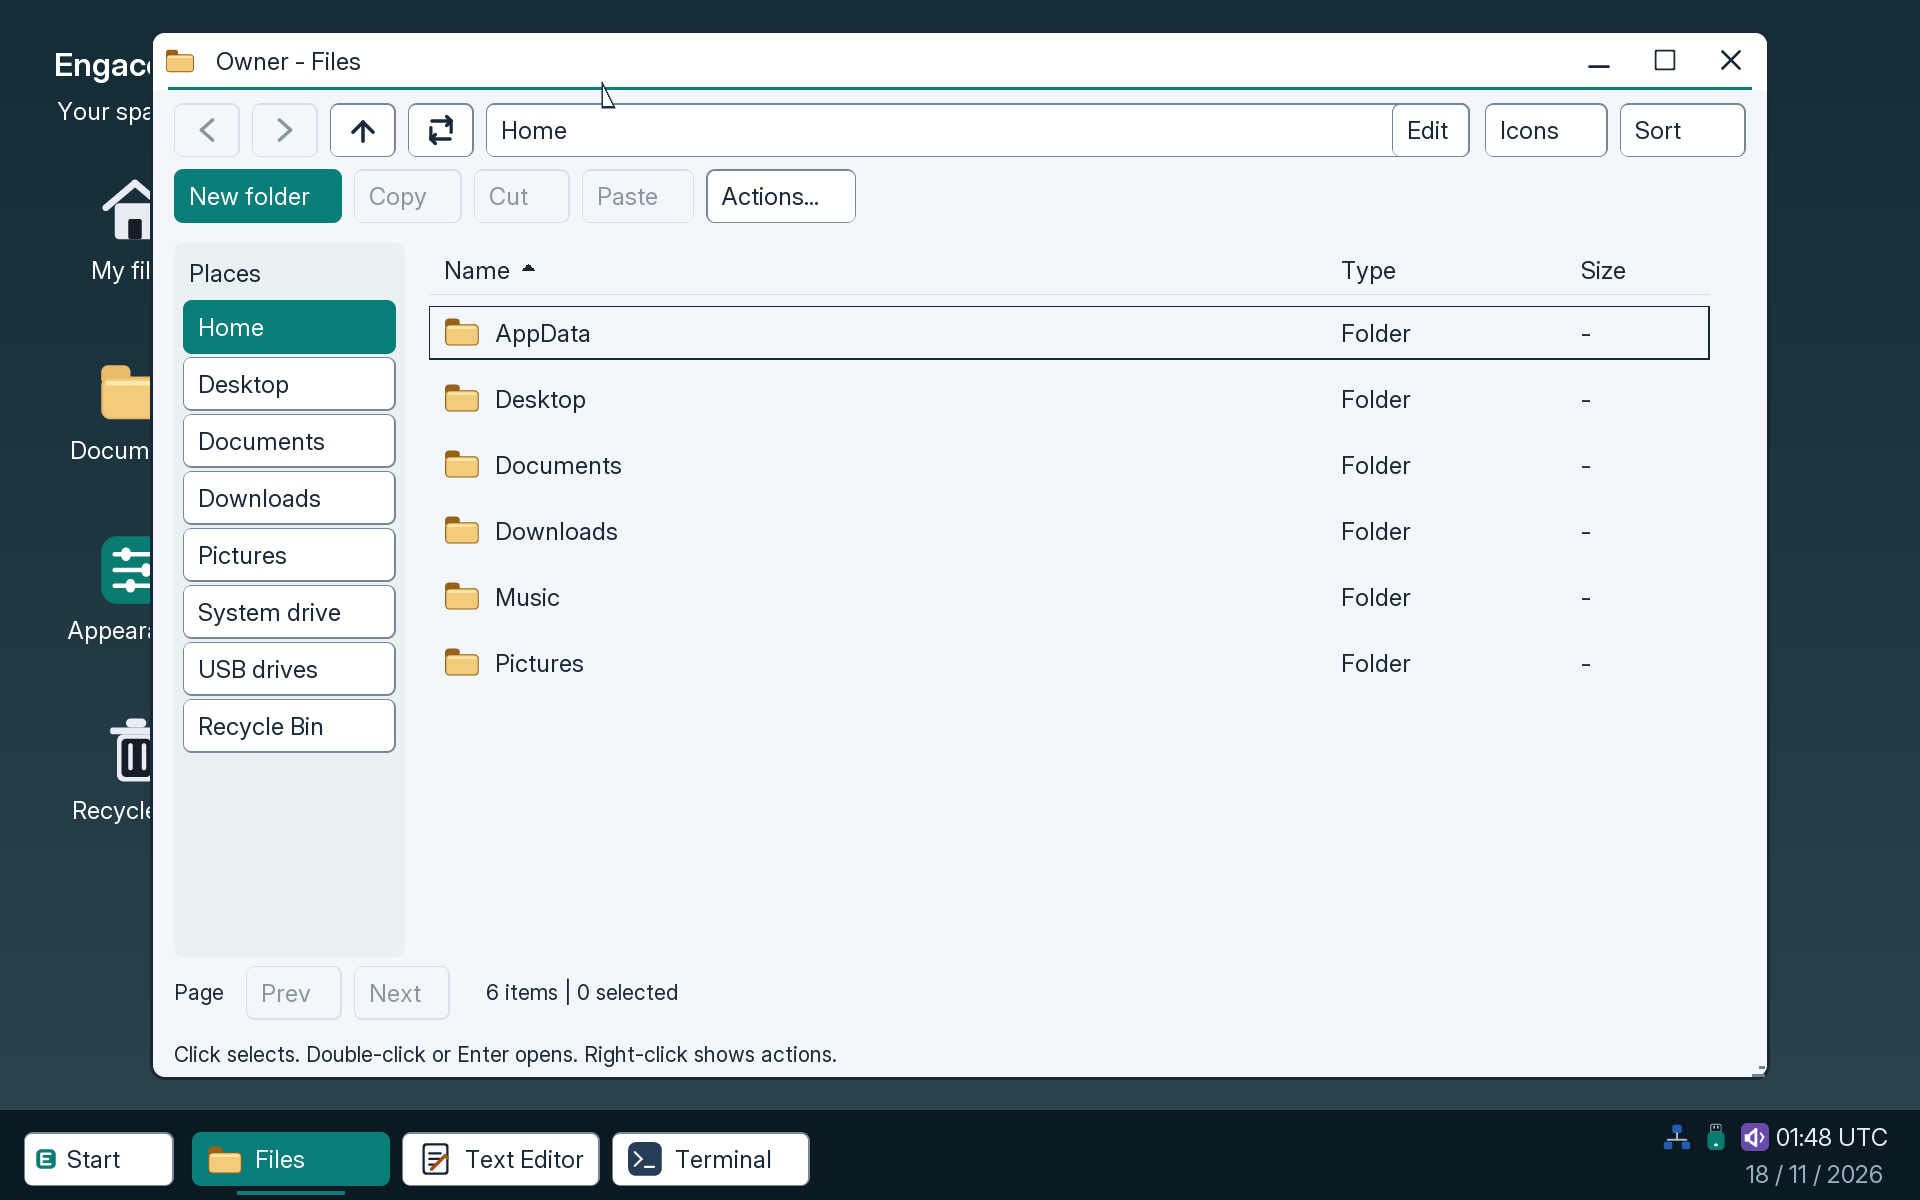 Engac
Your spa
My fil
Docum
Appeara
Recycle
Owner - Files
Home
Edit
Icons
Sort
New folder
Copy
Cut
Paste
Actions...
Places
Home
Desktop
Documents
Downloads
Pictures
System drive
USB drives
Recycle Bin
Name Type Size
AppData Folder -
Desktop Folder -
Documents Folder -
Downloads Folder -
Music Folder -
Pictures Folder -
Page
Prev
Next
6 items | 0 selected
Click selects. Double-click or Enter opens. Right-click shows actions.
E Start
Files
Text Editor
Terminal
01:48 UTC
18 / 11 / 2026